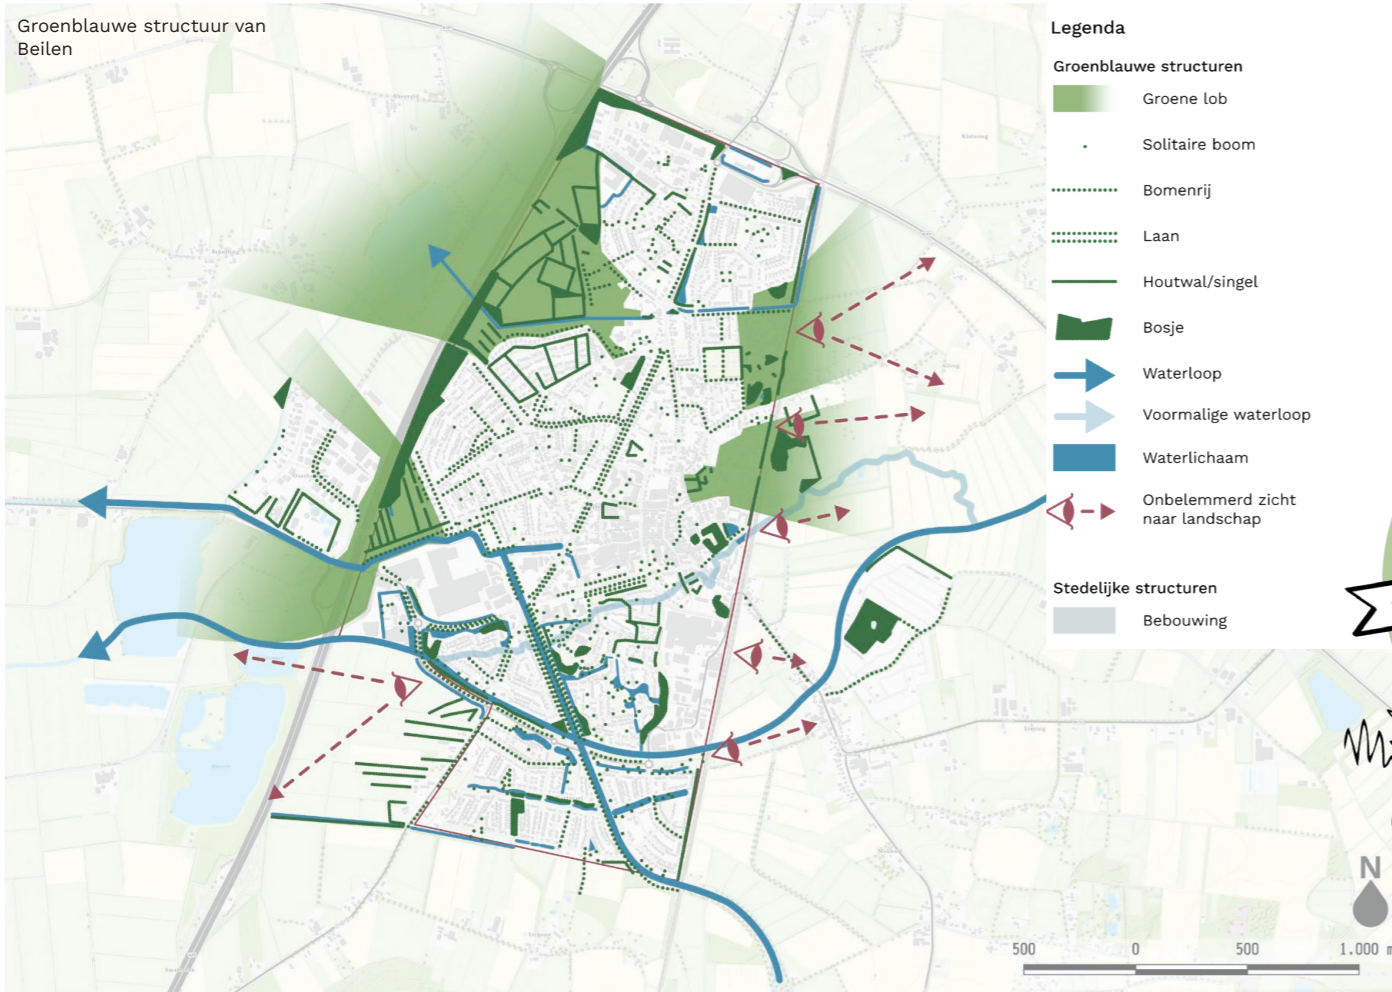 Groenblauwe structuur van
Beilen
Legenda
Groenblauwe structuren
Groene lob
Solitaire boom
Bomenrij
Laan
Houtwal/singel
Bosje
Waterloop
Voormalige waterloop
Waterlichaam
Onbelemmerd zicht
naar landschap
Stedelijke structuren
Bebouwing
N
500 0 500 1.000 m